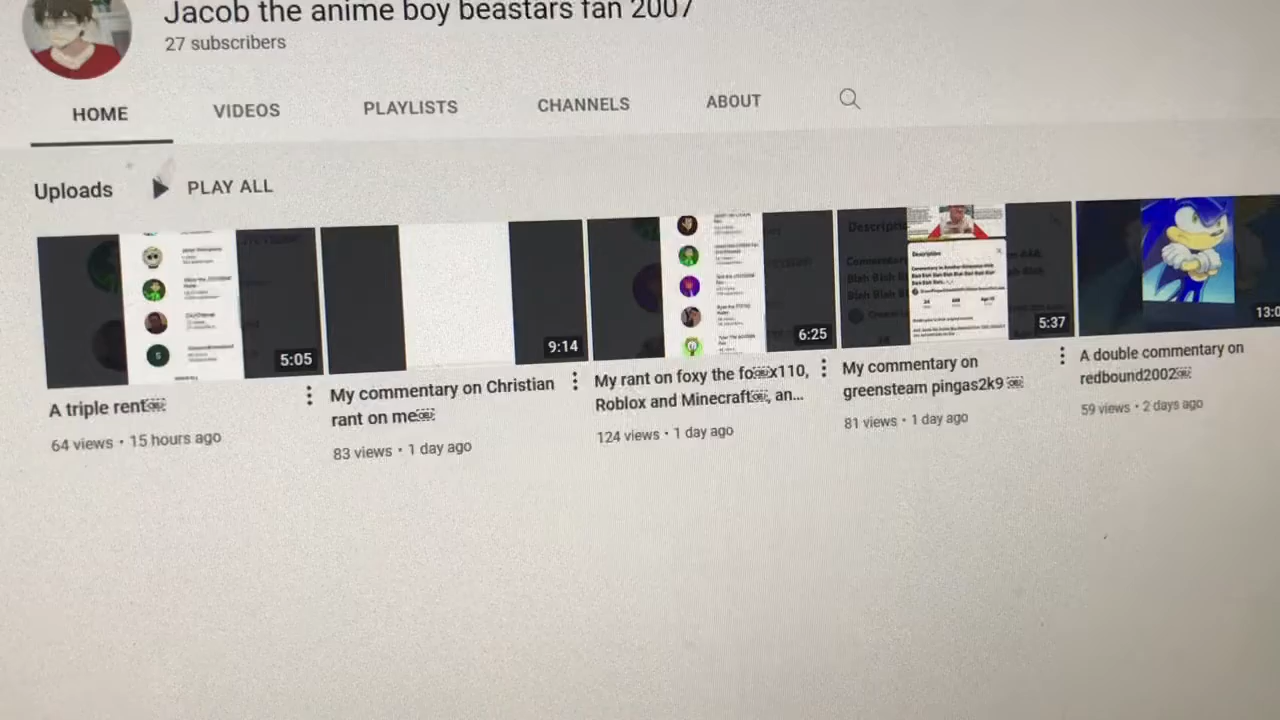 Jacob the anime boy beastars fan 2007
27 subscribers
HOME VIDEOS PLAYLISTS CHANNELS ABOUT
Uploads PLAY ALL
Description
5:05
9:14
6:25
5:37
13:0
A triple rent￼
64 views • 15 hours ago
My commentary on Christian
rant on me￼
83 views • 1 day ago
My rant on foxy the fo￼x110,
Roblox and Minecraft￼, an...
124 views • 1 day ago
My commentary on
greensteam pingas2k9 ￼
81 views • 1 day ago
A double commentary on
redbound2002￼
59 views • 2 days ago